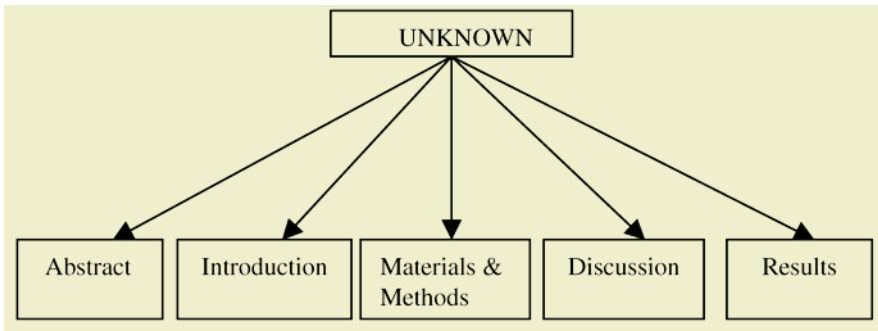 UNKNOWN
Abstract
Introduction
Materials &
Methods
Discussion
Results